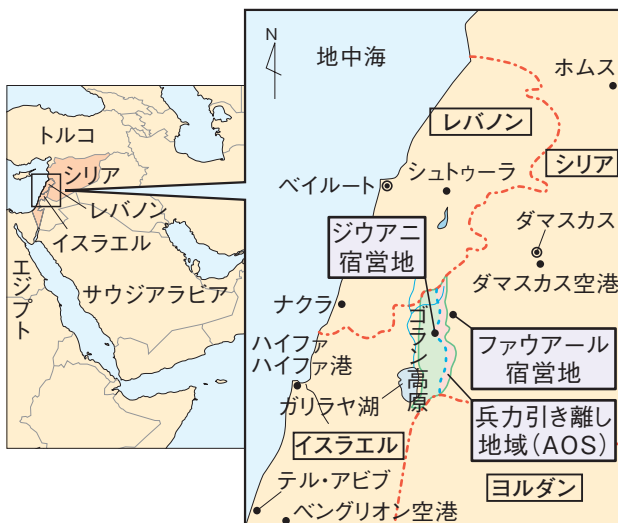 トルコ
シリア
レバノン
イスラエル
エジプト
サウジアラビア
N
地中海
ホムス
レバノン
シリア
ベイルート
シュトゥーラ
ダマスカス
ジウアニ
宿営地
ダマスカス空港
ナクラ
ゴラン高原
ファウアール
宿営地
ハイファ
ハイファ港
ガリラヤ湖
兵力引き離し
地域(AOS)
イスラエル
テル・アビブ
ヨルダン
ベングリオン空港